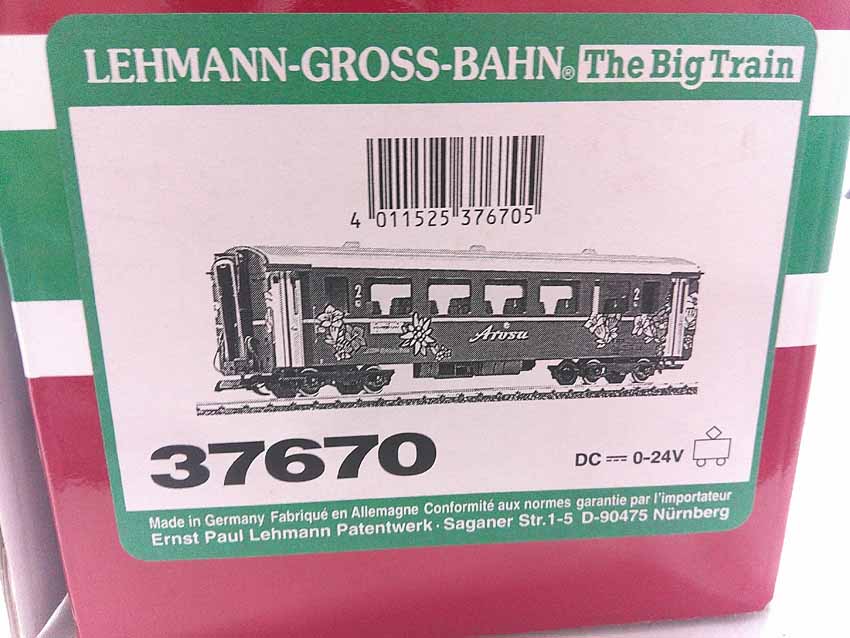 LEHMANN-GROSS-BAHN® The Big Train
4 011525 376705
2 2
Arosa
37670
DC 0-24V
Made in Germany Fabriqué en Allemagne Conformité aux normes garantie par l'importateur
Ernst Paul Lehmann Patentwerk · Saganer Str.1-5 D-90475 Nürnberg